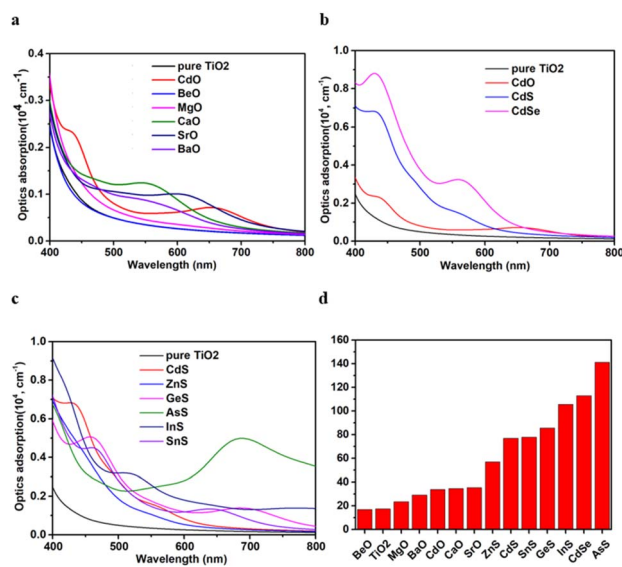 a
Optics absorption(10⁴, cm⁻¹)
0.4
0.3
0.2
0.1
0.0
pure TiO2
CdO
BeO
MgO
CaO
SrO
BaO
400 500 600 700 800
Wavelength (nm)
b
Optics adsorption(10⁴, cm⁻¹)
1.0
0.8
0.6
0.4
0.2
0.0
pure TiO2
CdO
CdS
CdSe
400 500 600 700 800
Wavelength (nm)
c
Optics adsorption(10⁴, cm⁻¹)
1.0
0.8
0.6
0.4
0.2
0.0
pure TiO2
CdS
ZnS
GeS
AsS
InS
SnS
400 500 600 700 800
Wavelength (nm)
d
160
140
120
100
80
60
40
20
0
BeO TiO2 MgO BaO CdO CaO SrO ZnS CdS SnS GeS InS CdSe AsS